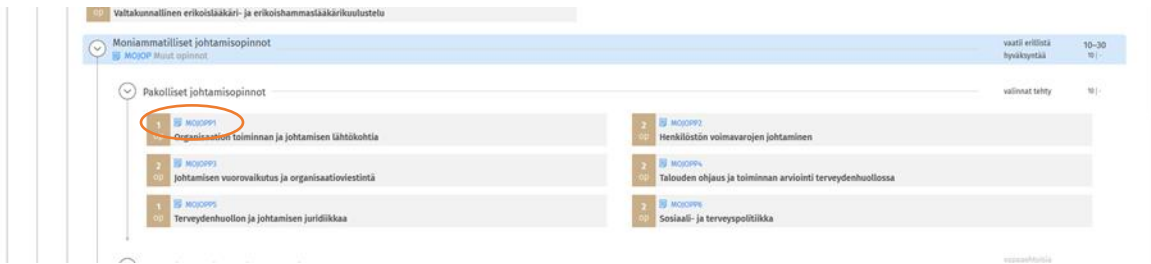 op Valtakunnallinen erikoislääkäri- ja erikoishammaslääkärikuulustelu
Moniammatilliset johtamisopinnot
MOJOP Muut opinnot
vaatii erillistä
hyväksyntää
10–30
10 | -
Pakolliset johtamisopinnot
valinnat tehty
10 | -
1 MOJOPP1
op Organisaation toiminnan ja johtamisen lähtökohtia
2 MOJOPP2
op Henkilöstön voimavarojen johtaminen
2 MOJOPP3
op Johtamisen vuorovaikutus ja organisaatioviestintä
2 MOJOPP4
op Talouden ohjaus ja toiminnan arviointi terveydenhuollossa
1 MOJOPP5
op Terveydenhuollon ja johtamisen juridiikkaa
2 MOJOPP6
op Sosiaali- ja terveyspolitiikka